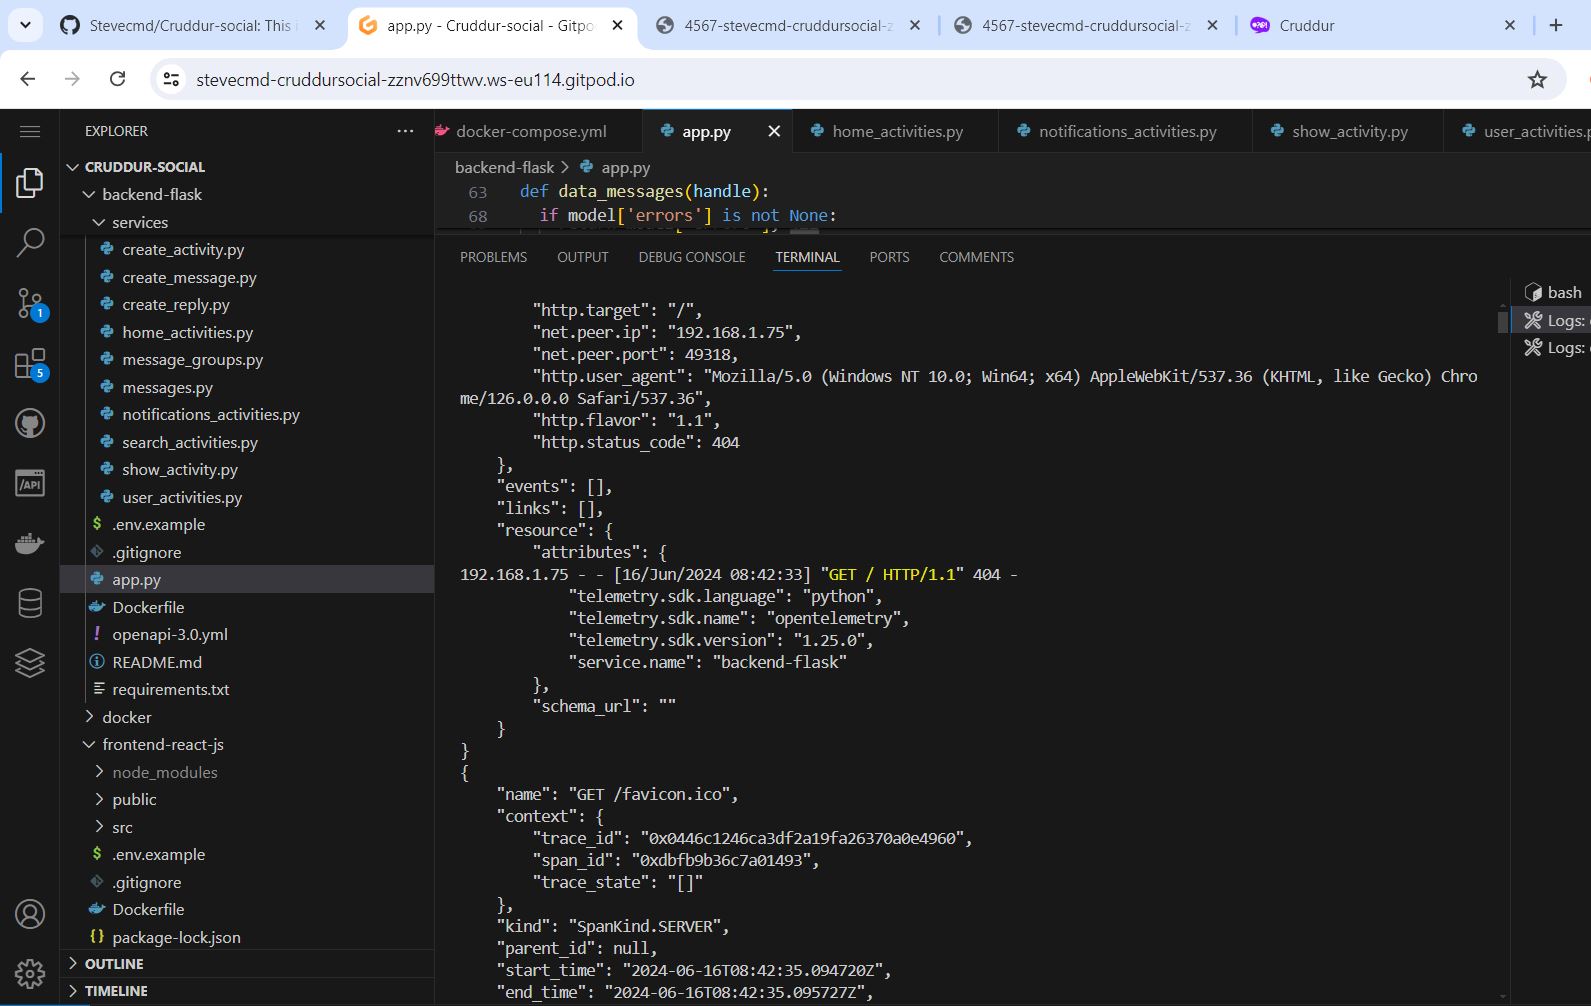 Stevecmd/Cruddur-social: This
app.py - Cruddur-social - Gitpo
4567-stevecmd-cruddursocial-z
4567-stevecmd-cruddursocial-z
Cruddur
stevecmd-cruddursocial-zznv699ttwv.ws-eu114.gitpod.io
EXPLORER
CRUDDUR-SOCIAL
backend-flask
services
create_activity.py
create_message.py
create_reply.py
home_activities.py
message_groups.py
messages.py
notifications_activities.py
search_activities.py
show_activity.py
user_activities.py
$ .env.example
.gitignore
app.py
Dockerfile
! openapi-3.0.yml
README.md
requirements.txt
docker
frontend-react-js
node_modules
public
src
$ .env.example
.gitignore
Dockerfile
{} package-lock.json
OUTLINE
TIMELINE
1
5
/API
docker-compose.yml
app.py
home_activities.py
notifications_activities.py
show_activity.py
user_activities.p
backend-flask > app.py
63 def data_messages(handle):
68 if model['errors'] is not None:
PROBLEMS OUTPUT DEBUG CONSOLE TERMINAL PORTS COMMENTS
"http.target": "/",
"net.peer.ip": "192.168.1.75",
"net.peer.port": 49318,
"http.user_agent": "Mozilla/5.0 (Windows NT 10.0; Win64; x64) AppleWebKit/537.36 (KHTML, like Gecko) Chro
me/126.0.0.0 Safari/537.36",
"http.flavor": "1.1",
"http.status_code": 404
},
"events": [],
"links": [],
"resource": {
"attributes": {
192.168.1.75 - - [16/Jun/2024 08:42:33] "GET / HTTP/1.1" 404 -
"telemetry.sdk.language": "python",
"telemetry.sdk.name": "opentelemetry",
"telemetry.sdk.version": "1.25.0",
"service.name": "backend-flask"
},
"schema_url": ""
}
}
{
"name": "GET /favicon.ico",
"context": {
"trace_id": "0x0446c1246ca3df2a19fa26370a0e4960",
"span_id": "0xdbfb9b36c7a01493",
"trace_state": "[]"
},
"kind": "SpanKind.SERVER",
"parent_id": null,
"start_time": "2024-06-16T08:42:35.094720Z",
"end_time": "2024-06-16T08:42:35.095727Z",
bash
Logs:
Logs: